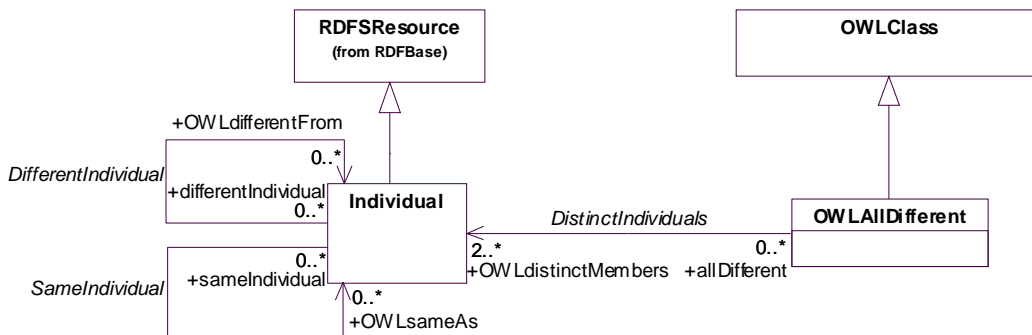 RDFSResource
(from RDFBase)
OWLClass
+OWLdifferentFrom
0..*
DifferentIndividual
+differentIndividual
0..*
Individual
DistinctIndividuals
OWLAllDifferent
2..*
0..*
+OWLdistinctMembers
+allDifferent
0..*
+sameIndividual
SameIndividual
0..*
+OWLsameAs